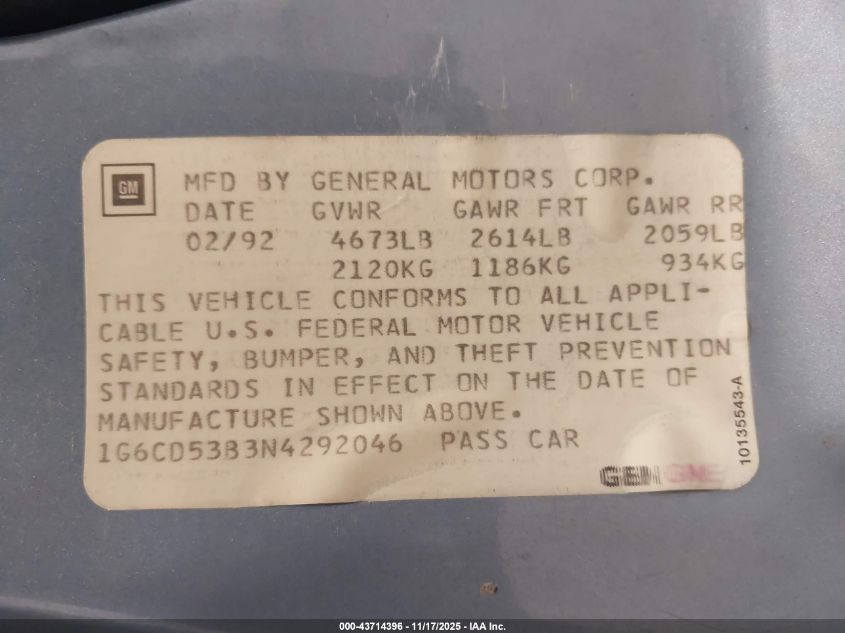 GM
MFD BY GENERAL MOTORS CORP.
DATE GVWR GAWR FRT GAWR RR
02/92 4673LB 2614LB 2059LB
2120KG 1186KG 934KG
THIS VEHICLE CONFORMS TO ALL APPLI-
CABLE U.S. FEDERAL MOTOR VEHICLE
SAFETY, BUMPER, AND THEFT PREVENTION
STANDARDS IN EFFECT ON THE DATE OF
MANUFACTURE SHOWN ABOVE.
1G6CD53B3N4292046 PASS CAR
10135543-A
000-43714396 - 11/17/2025 - IAA Inc.